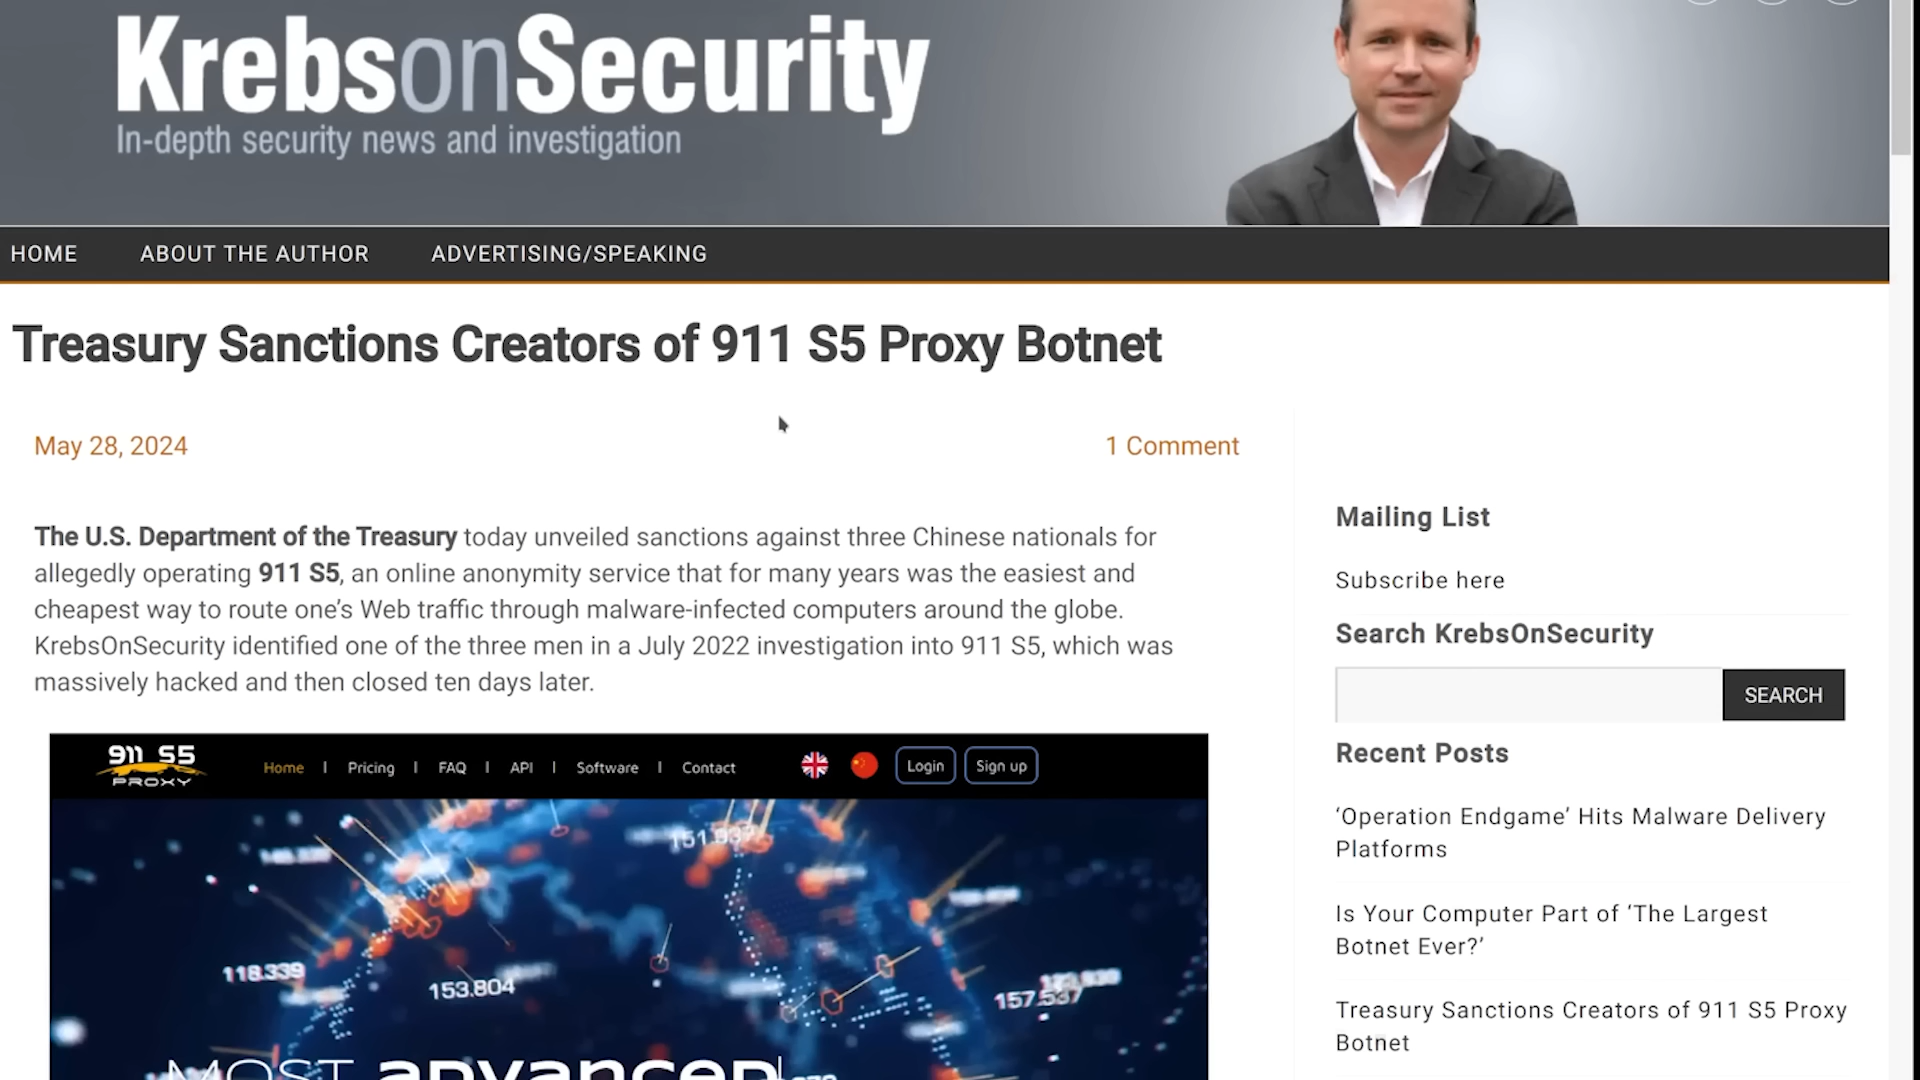 KrebsonSecurity
In-depth security news and investigation
HOME ABOUT THE AUTHOR ADVERTISING/SPEAKING
Treasury Sanctions Creators of 911 S5 Proxy Botnet
May 28, 2024 1 Comment
The U.S. Department of the Treasury today unveiled sanctions against three Chinese nationals for
allegedly operating 911 S5, an online anonymity service that for many years was the easiest and
cheapest way to route one’s Web traffic through malware-infected computers around the globe.
KrebsOnSecurity identified one of the three men in a July 2022 investigation into 911 S5, which was
massively hacked and then closed ten days later.
911 S5
PROXY
Home | Pricing | FAQ | API | Software | Contact Login Sign up
118.339
153.804
157.537
MOST ADVANCED
Mailing List
Subscribe here
Search KrebsOnSecurity
SEARCH
Recent Posts
‘Operation Endgame’ Hits Malware Delivery
Platforms
Is Your Computer Part of ‘The Largest
Botnet Ever?’
Treasury Sanctions Creators of 911 S5 Proxy
Botnet